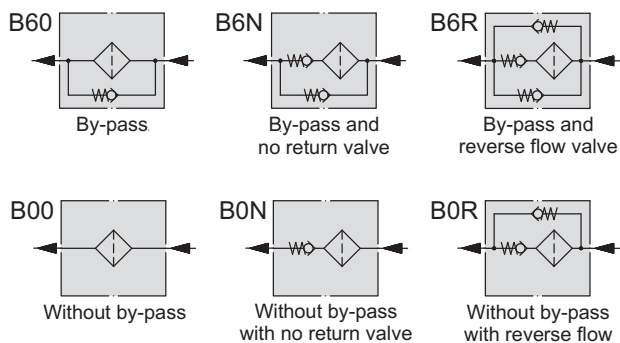 B60
B6N
B6R
By-pass
By-pass and
no return valve
By-pass and
reverse flow valve
B00
B0N
B0R
Without by-pass
Without by-pass
with no return valve
Without by-pass
with reverse flow